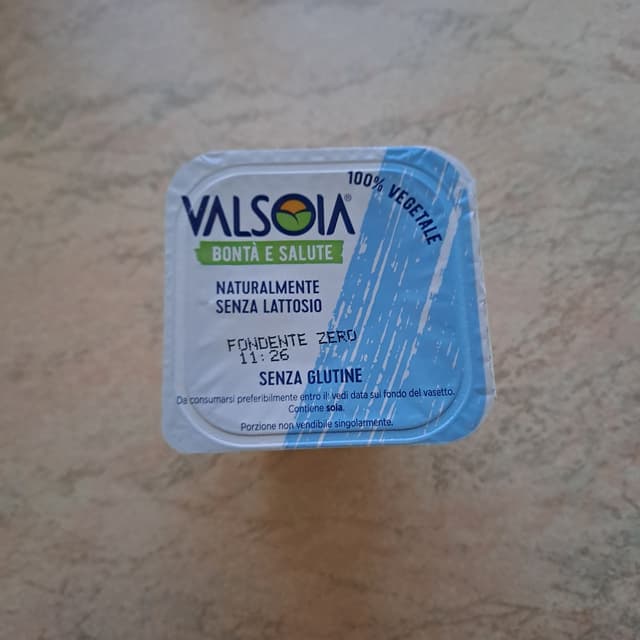 100% VEGETALE
VALSOIA®
BONTÀ E SALUTE
NATURALMENTE
SENZA LATTOSIO
FONDENTE ZERO
11:26
SENZA GLUTINE
Da consumarsi preferibilmente entro il: vedi data sul fondo del vasetto.
Contiene soia.
Porzione non vendibile singolarmente.